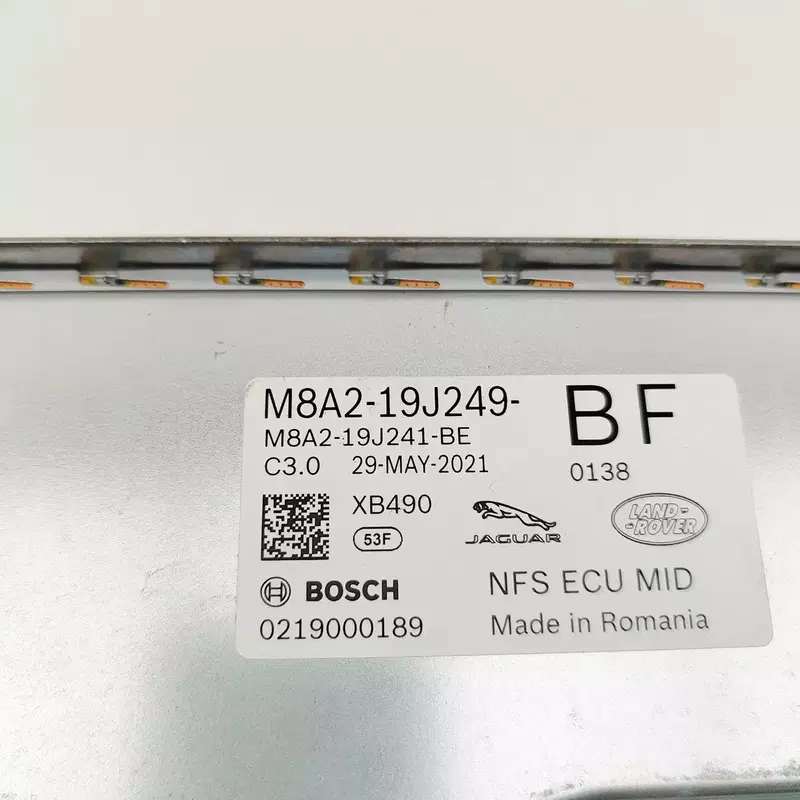 M8A2-19J249- BF
M8A2-19J241-BE
C3.0 29-MAY-2021 0138
XB490
53F
JAGUAR
LAND-
-ROVER
BOSCH NFS ECU MID
0219000189 Made in Romania